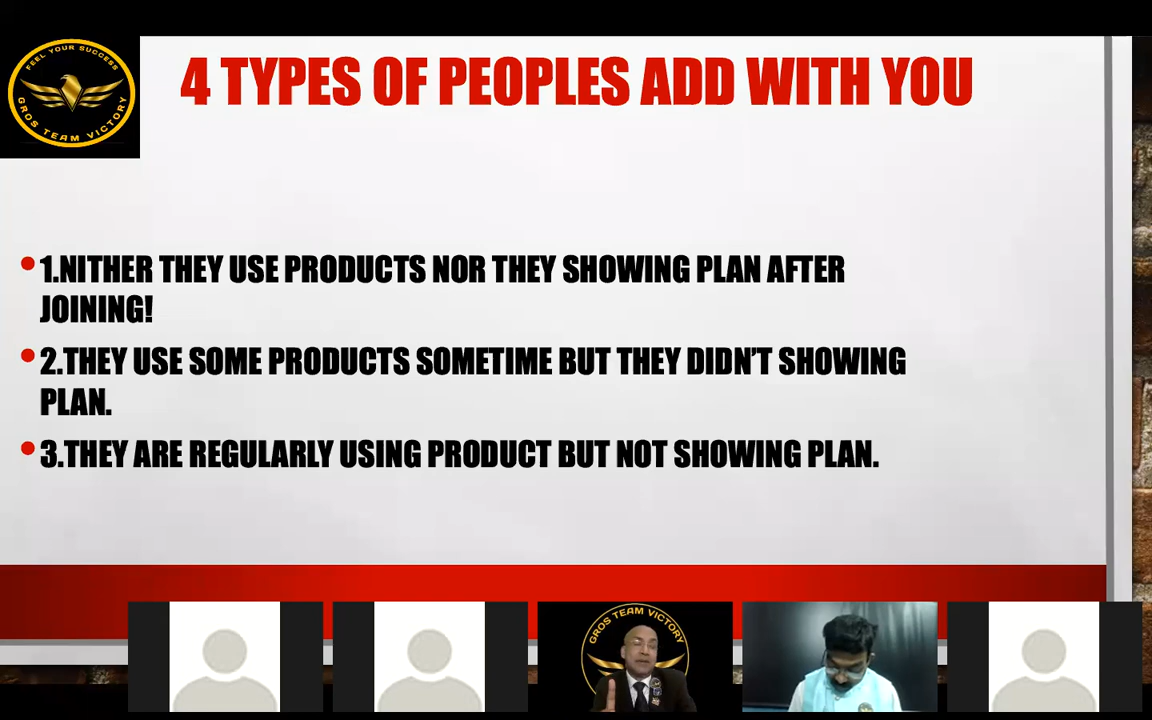 FEEL YOUR SUCCESS
GROS TEAM VICTORY
4 TYPES OF PEOPLES ADD WITH YOU
•1.NITHER THEY USE PRODUCTS NOR THEY SHOWING PLAN AFTER
JOINING!
•2.THEY USE SOME PRODUCTS SOMETIME BUT THEY DIDN'T SHOWING
PLAN.
•3.THEY ARE REGULARLY USING PRODUCT BUT NOT SHOWING PLAN.
GROS TEAM VICTORY